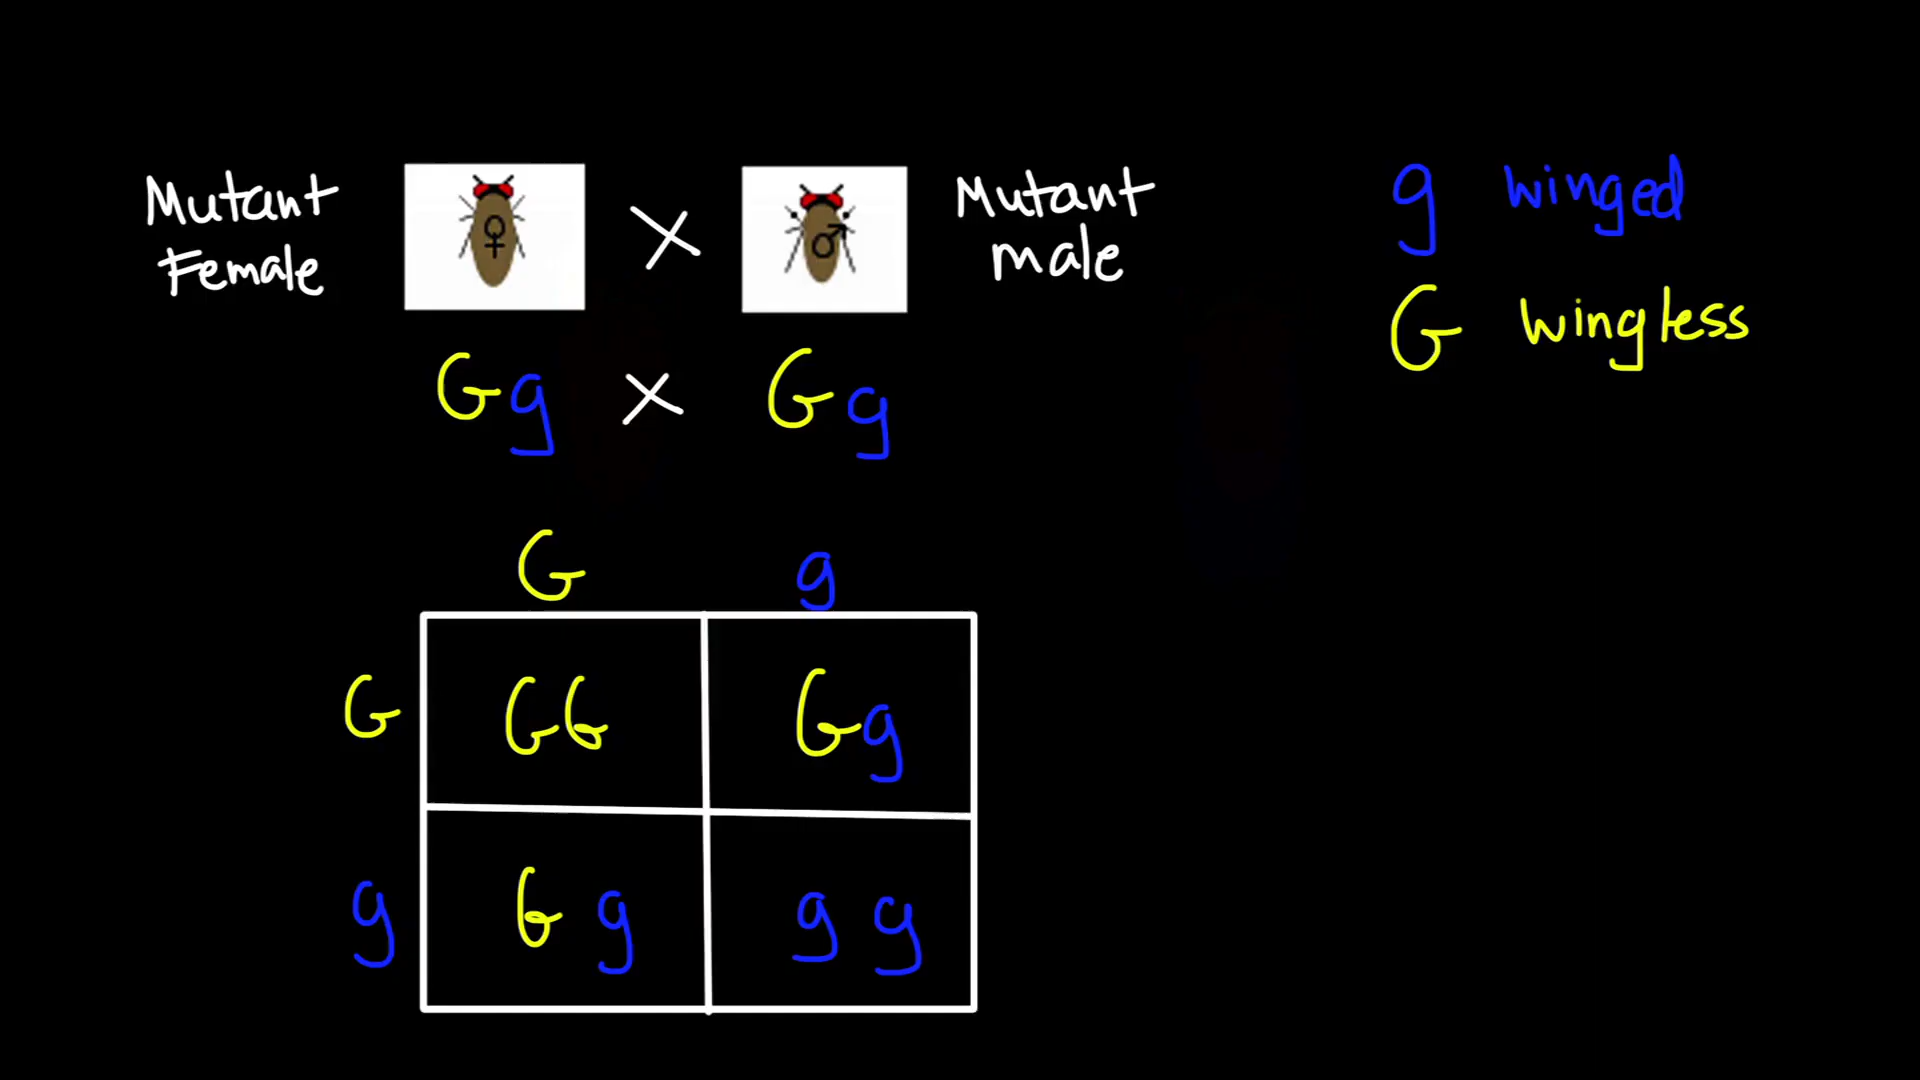 Mutant Female
♀
X
♂
Mutant male
g winged
G wingless
Gg X Gg
G g
G GG Gg
g Gg gg